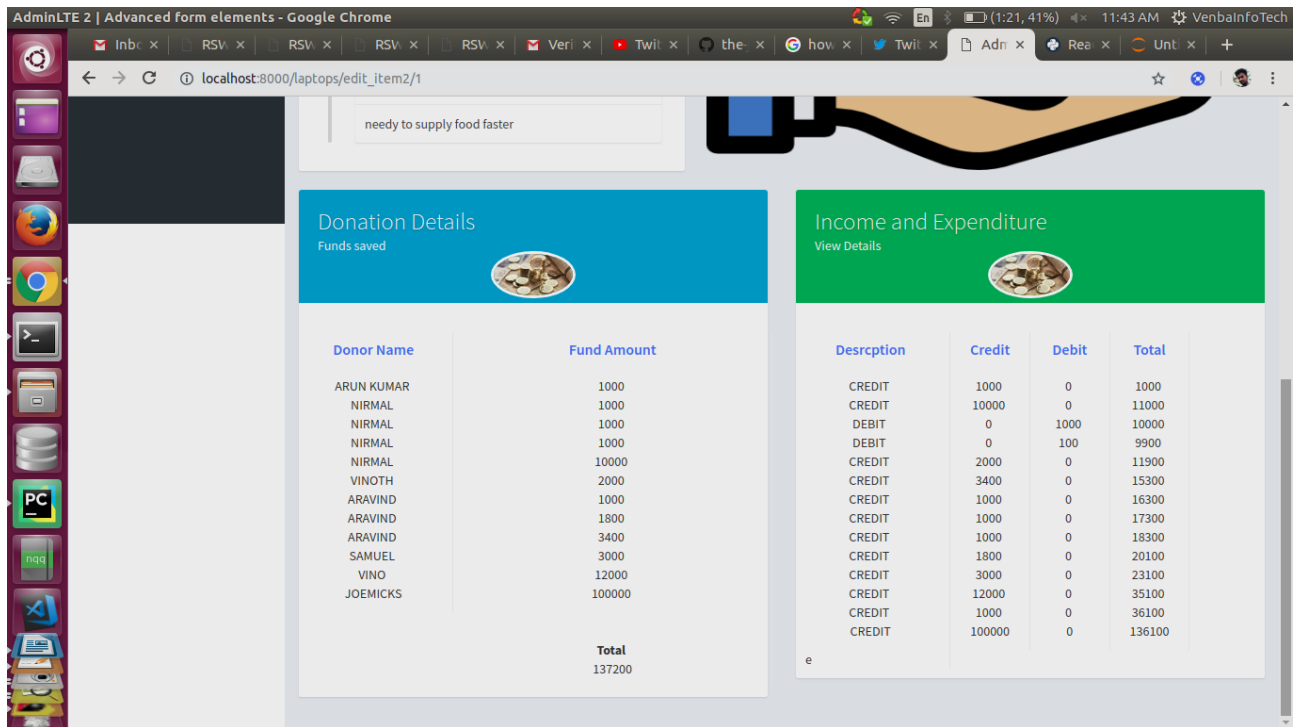 AdminLTE 2 | Advanced form elements - Google Chrome
En (1:21, 41%) 11:43 AM VenbaInfoTech
Inbc RSW RSW RSW RSW Veri Twit the- how Twit Adm Rea Unt
localhost:8000/laptops/edit_item2/1
needy to supply food faster
Donation Details
Funds saved
Donor Name Fund Amount
ARUN KUMAR 1000
NIRMAL 1000
NIRMAL 1000
NIRMAL 1000
NIRMAL 10000
VINOTH 2000
ARAVIND 1000
ARAVIND 1800
ARAVIND 3400
SAMUEL 3000
VINO 12000
JOEMICKS 100000
Total
137200
Income and Expenditure
View Details
Desrcption Credit Debit Total
CREDIT 1000 0 1000
CREDIT 10000 0 11000
DEBIT 0 1000 10000
DEBIT 0 100 9900
CREDIT 2000 0 11900
CREDIT 3400 0 15300
CREDIT 1000 0 16300
CREDIT 1000 0 17300
CREDIT 1000 0 18300
CREDIT 1800 0 20100
CREDIT 3000 0 23100
CREDIT 12000 0 35100
CREDIT 1000 0 36100
CREDIT 100000 0 136100
e
>_
PC
nqq